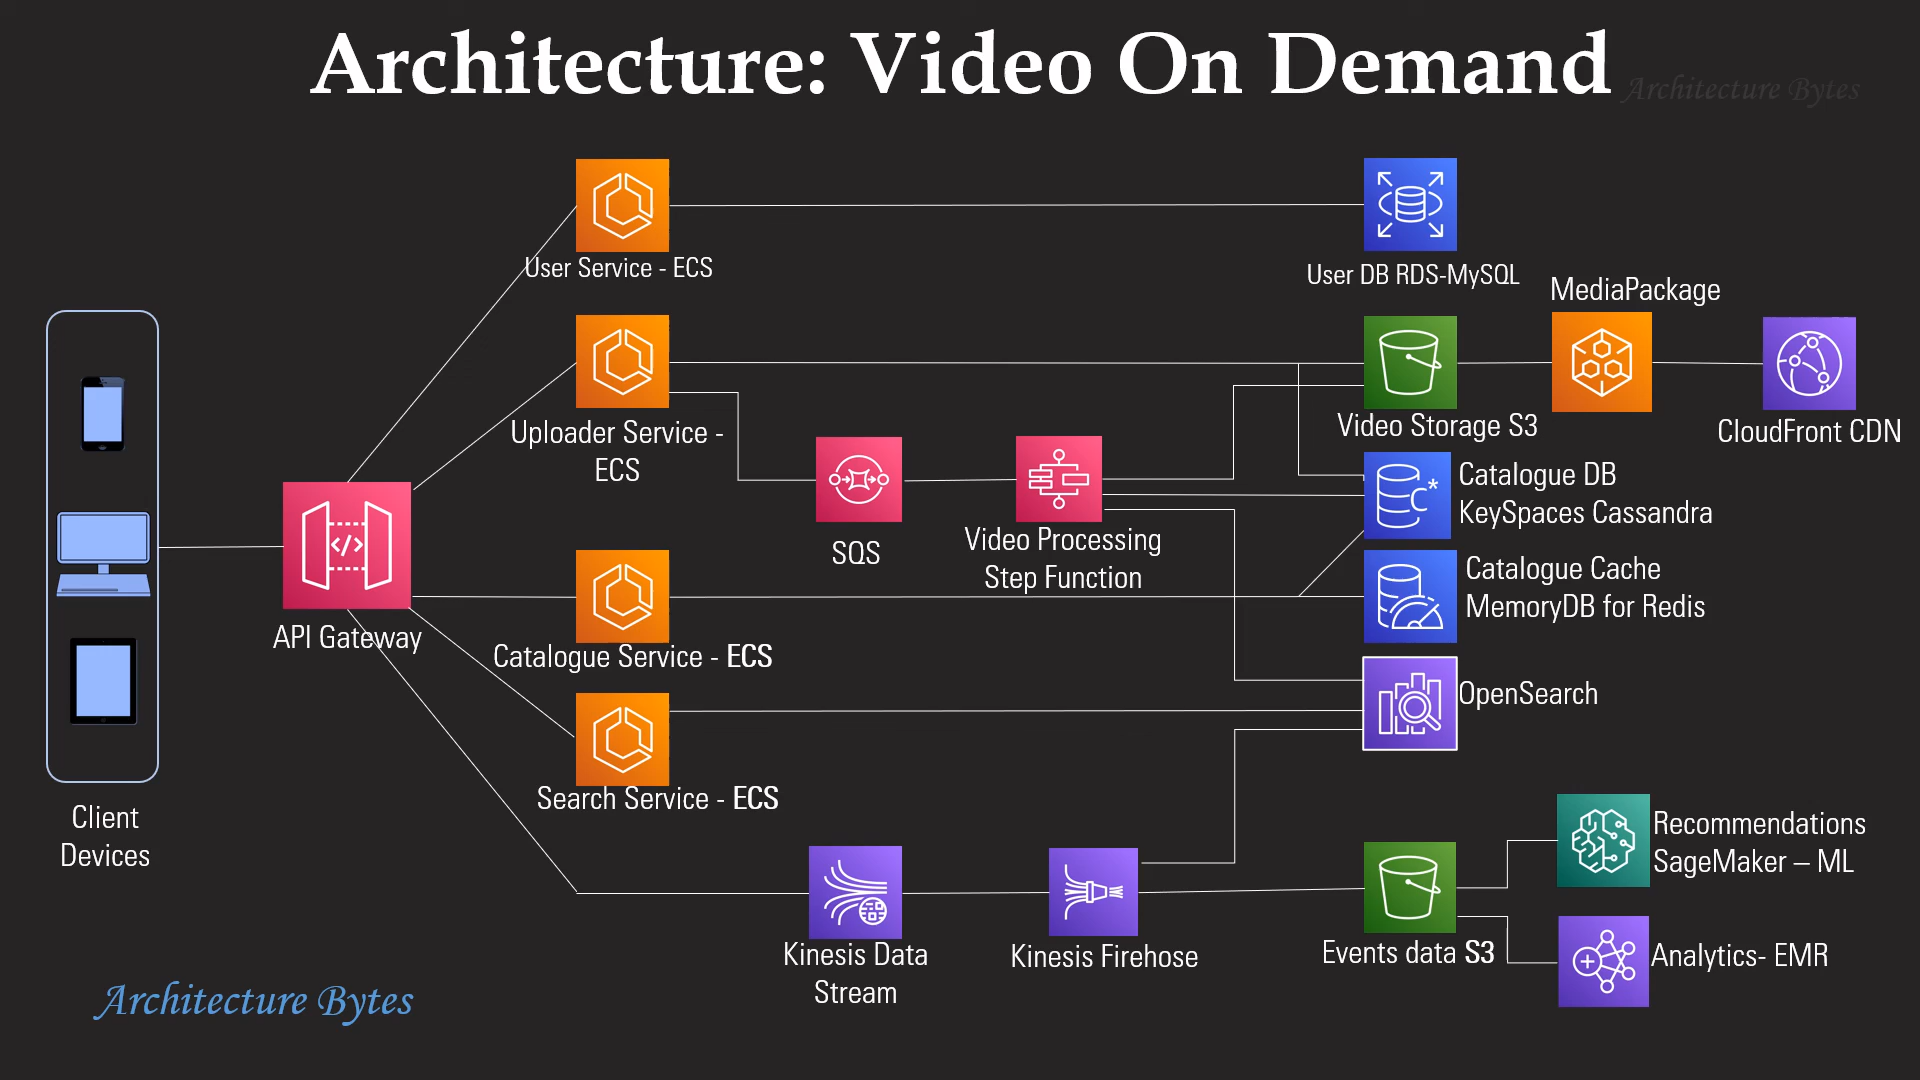 Architecture: Video On Demand
Architecture Bytes
User Service - ECS
User DB RDS-MySQL
MediaPackage
Uploader Service -
ECS
Video Storage S3
CloudFront CDN
SQS
Video Processing
Step Function
Catalogue DB
KeySpaces Cassandra
Catalogue Cache
MemoryDB for Redis
API Gateway
Catalogue Service - ECS
OpenSearch
Search Service - ECS
Client
Devices
Kinesis Data
Stream
Kinesis Firehose
Events data S3
Recommendations
SageMaker – ML
Analytics- EMR
Architecture Bytes